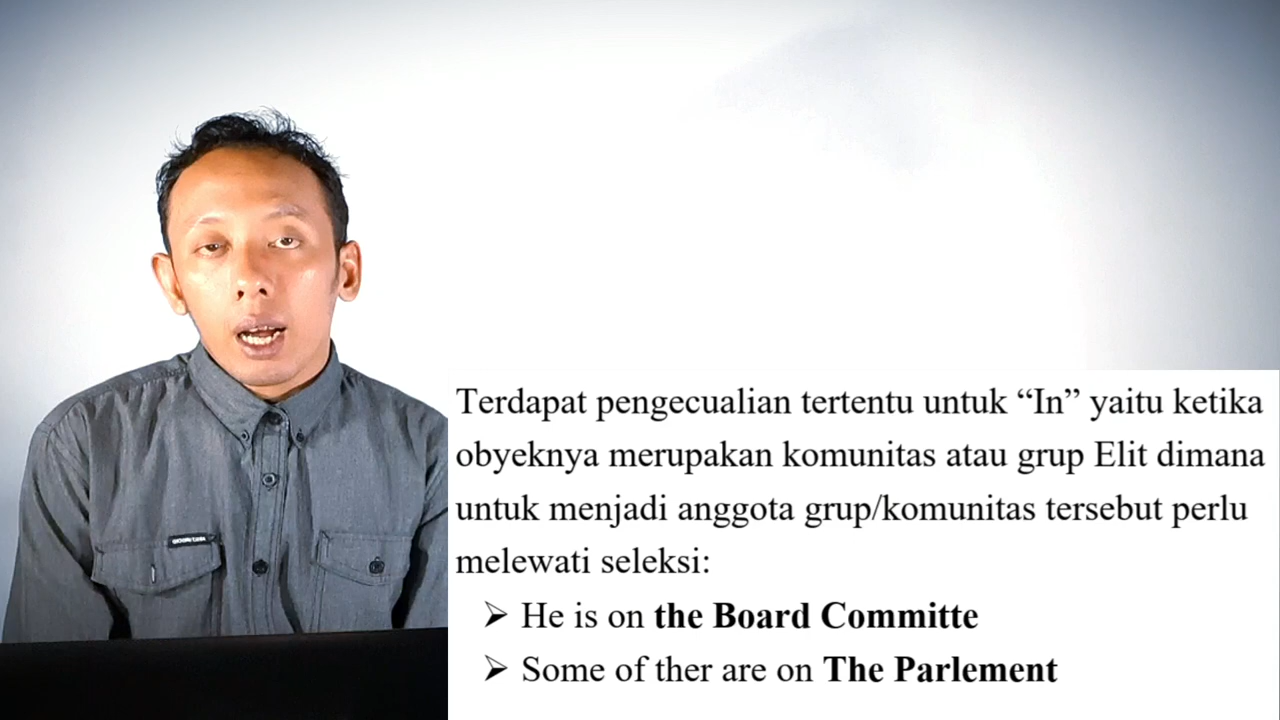 Terdapat pengecualian tertentu untuk “In” yaitu ketika
obyeknya merupakan komunitas atau grup Elit dimana
untuk menjadi anggota grup/komunitas tersebut perlu
melewati seleksi:
➢ He is on the Board Committe
➢ Some of ther are on The Parlement